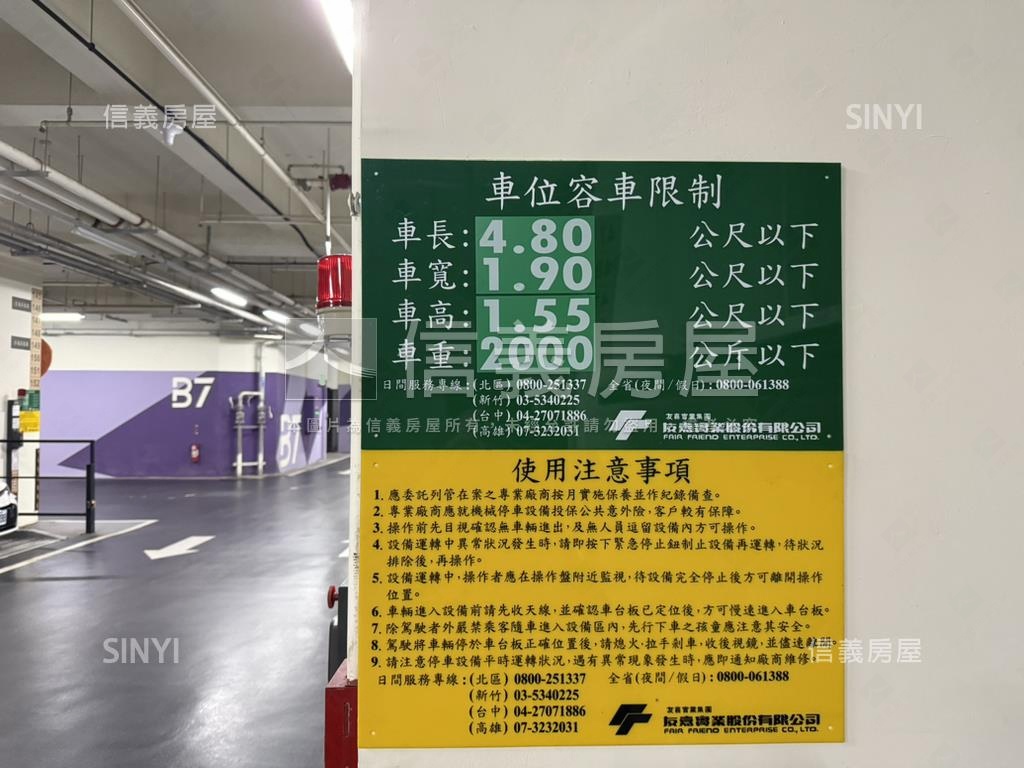 信義房屋
SINYI
車位容車限制
車長:4.80 公尺以下
車寬:1.90 公尺以下
車高:1.55 公尺以下
車重:2000 公斤以下
信義房屋
日間服務專線:(北區) 0800-251337 全省(夜間/假日):0800-061388
(新竹) 03-5340225
(台中) 04-27071886
(高雄) 07-3232031
友嘉實業集團
友嘉實業股份有限公司
FAIR FRIEND ENTERPRISE CO., LTD.
圖片為信義房屋所有
請勿
B7
B7
使用注意事項
1. 應委託列管在案之專業廠商按月實施保養並作紀錄備查。
2. 專業廠商應就機械停車設備投保公共意外險,客戶較有保障。
3. 操作前先目視確認無車輛進出,及無人員逗留設備內方可操作。
4. 設備運轉中異常狀況發生時,請即按下緊急停止鈕制止設備再運轉,待狀況
排除後,再操作。
5. 設備運轉中,操作者應在操作盤附近監視,待設備完全停止後方可離開操作
位置。
6. 車輛進入設備前請先收天線,並確認車台板已定位後,方可慢速進入車台板。
7. 除駕駛者外嚴禁乘客隨車進入設備區內,先行下車之孩童應注意其安全。
8. 駕駛將車輛停於車台板正確位置後,請熄火,拉手剎車,收後視鏡,並儘速
9. 請注意停車設備平時運轉狀況,遇有異常現象發生時,應即通知廠商維修。
SINYI
信義房屋
日間服務專線:(北區) 0800-251337 全省(夜間/假日):0800-061388
(新竹) 03-5340225
(台中) 04-27071886
(高雄) 07-3232031
友嘉實業集團
友嘉實業股份有限公司
FAIR FRIEND ENTERPRISE CO., LTD.